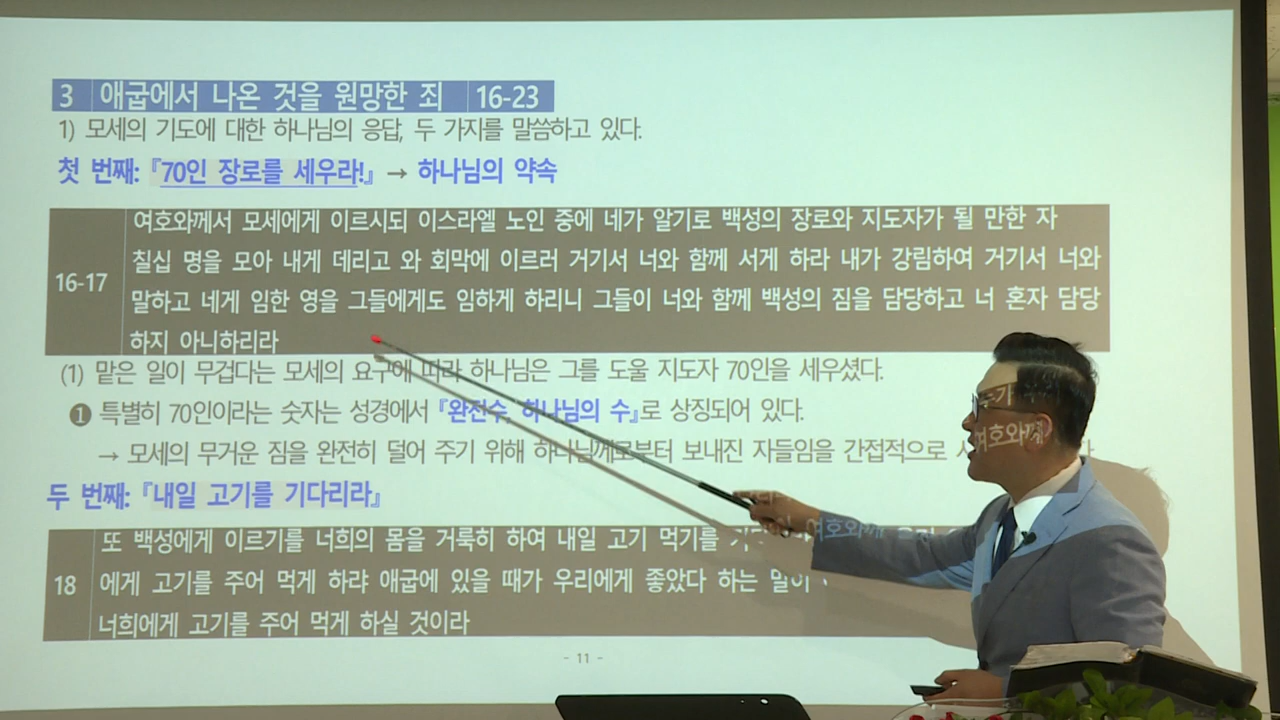 3 애굽에서 나온 것을 원망한 죄 16-23
1) 모세의 기도에 대한 하나님의 응답, 두 가지를 말씀하고 있다.
첫 번째: 『70인 장로를 세우라!』 → 하나님의 약속
여호와께서 모세에게 이르시되 이스라엘 노인 중에 네가 알기로 백성의 장로와 지도자가 될 만한 자
칠십 명을 모아 내게 데리고 와 회막에 이르러 거기서 너와 함께 서게 하라 내가 강림하여 거기서 너와
16-17
말하고 네게 임한 영을 그들에게도 임하게 하리니 그들이 너와 함께 백성의 짐을 담당하고 너 혼자 담당
하지 아니하리라
(1) 맡은 일이 무겁다는 모세의 요구에 따라 하나님은 그를 도울 지도자 70인을 세우셨다.
❶ 특별히 70인이라는 숫자는 성경에서 『완전수, 하나님의 수』로 상징되어 있다.
→ 모세의 무거운 짐을 완전히 덜어 주기 위해 하나님께로부터 보내진 자들임을 간접적으로
두 번째: 『내일 고기를 기다리라』
또 백성에게 이르기를 너희의 몸을 거룩히 하여 내일 고기 먹기를 여호와께
18 에게 고기를 주어 먹게 하랴 애굽에 있을 때가 우리에게 좋았다 하는 말이
너희에게 고기를 주어 먹게 하실 것이라
- 11 -
여호와께